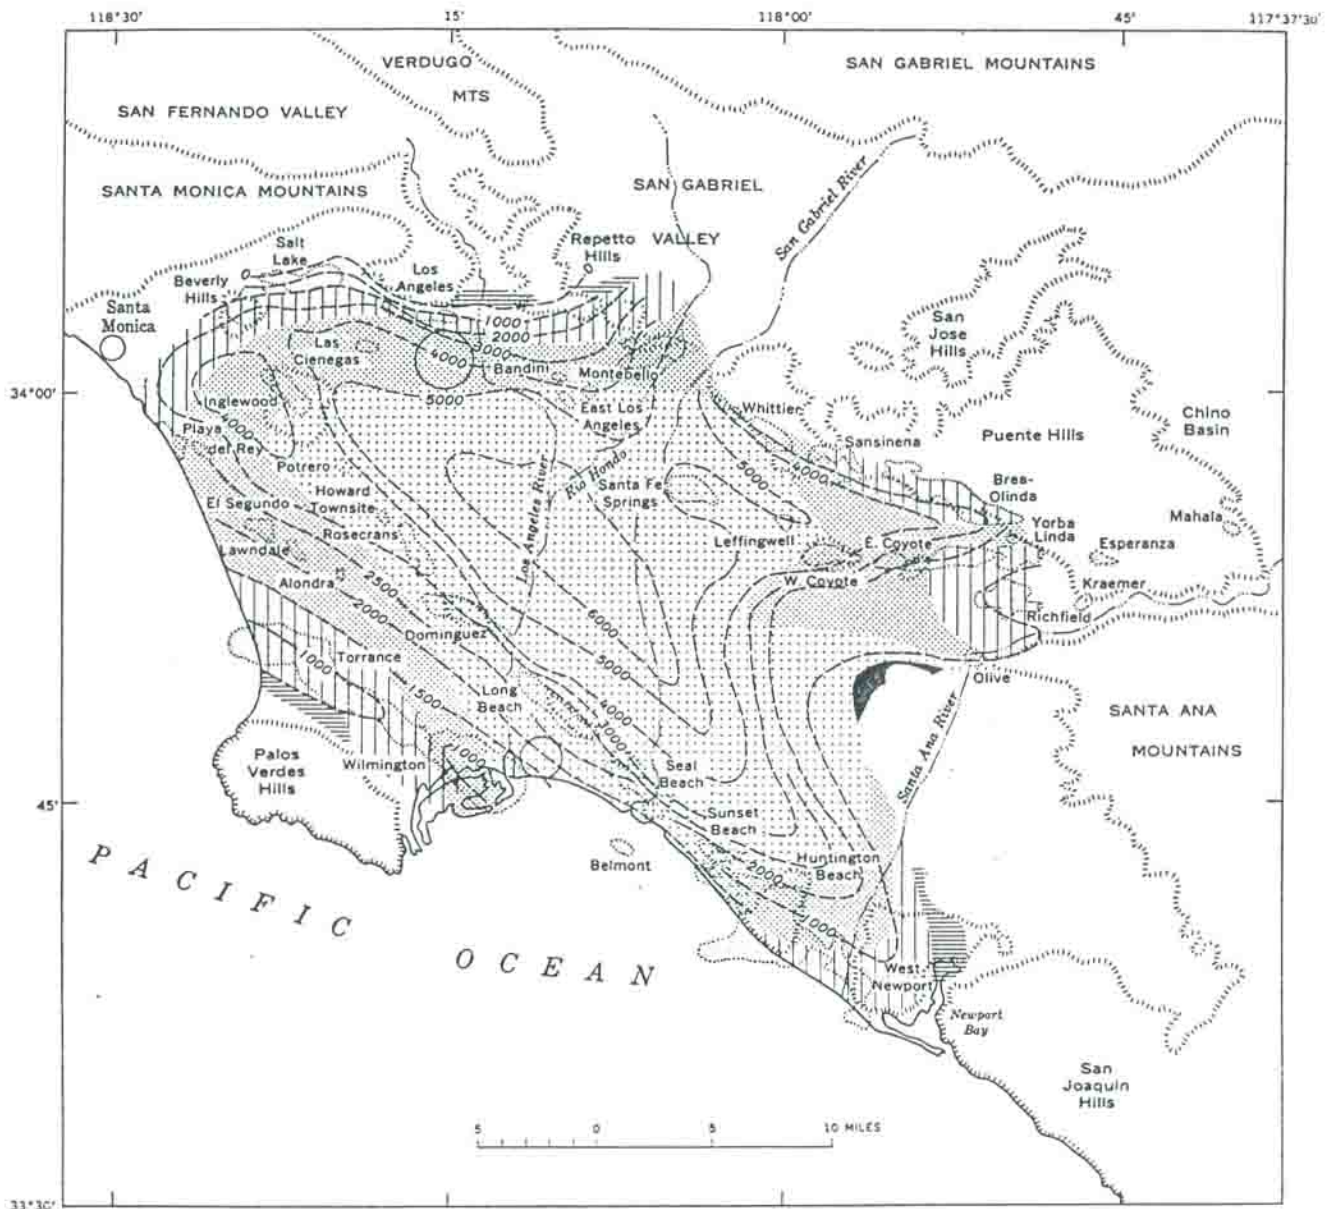 118°30'
15'
118°00'
45'
117°37'30'
VERDUGO
MTS
SAN GABRIEL MOUNTAINS
SAN FERNANDO VALLEY
SANTA MONICA MOUNTAINS
SAN GABRIEL
VALLEY
San Gabriel River
Repetto
Hills
Salt
Lake
Beverly
Hills
Los
Angeles
Santa
Monica
0
0
1000
2000
3000
4000
5000
Las
Cienegas
Bandini
Montebello
East Los
Angeles
San
Jose
Hills
34°00'
Inglewood
4000
Playa
del Rey
Potrero
Whittier
Sansinena
Puente Hills
Chino
Basin
5000
4000
El Segundo
Howard
Townsite
Rosecrans
Lawndale
Alondra
Los Angeles River
Rio Hondo
Santa Fe
Springs
Leffingwell
Brea-
Olinda
Yorba
Linda
Mahala
Esperanza
E. Coyote
W. Coyote
Kraemer
Richfield
2500
2000
Dominguez
6000
5000
Torrance
1000
1500
Long
Beach
4000
3000
Olive
Santa Ana River
SANTA ANA
MOUNTAINS
Palos
Verdes
Hills
Wilmington
1000
Seal
Beach
45'
Sunset
Beach
Belmont
Huntington
Beach
2000
1000
West
Newport
Newport
Bay
San
Joaquin
Hills
PACIFIC OCEAN
5 0 5 10 MILES
31°30'